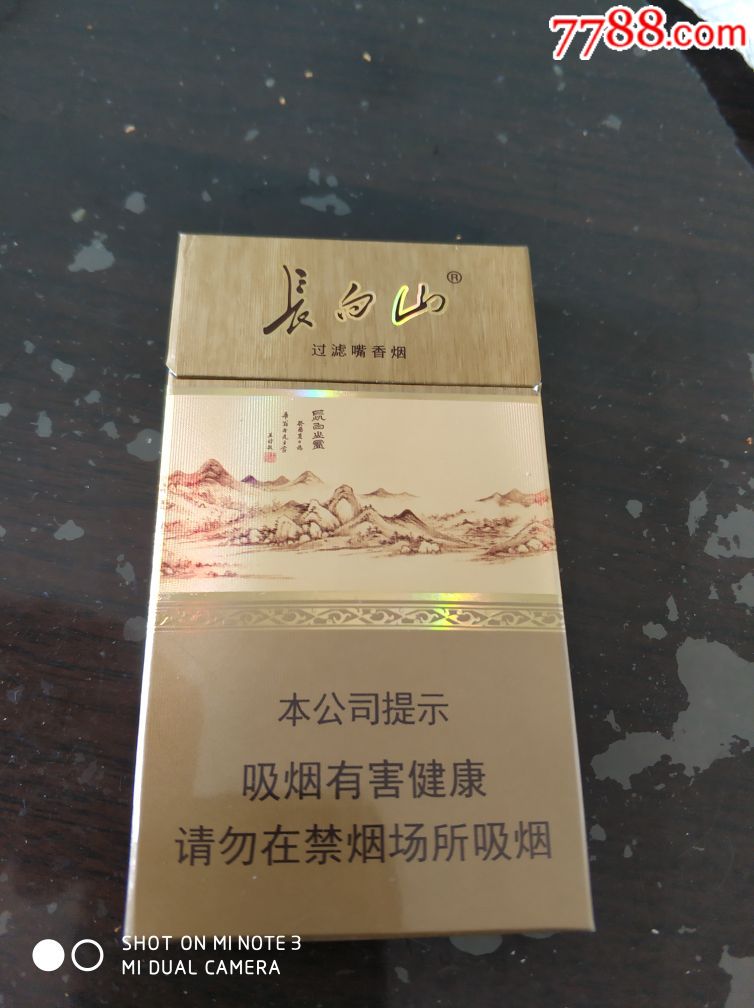 7788.com
長白山®
过滤嘴香烟
本公司提示
吸烟有害健康
请勿在禁烟场所吸烟
SHOT ON MI NOTE 3
MI DUAL CAMERA